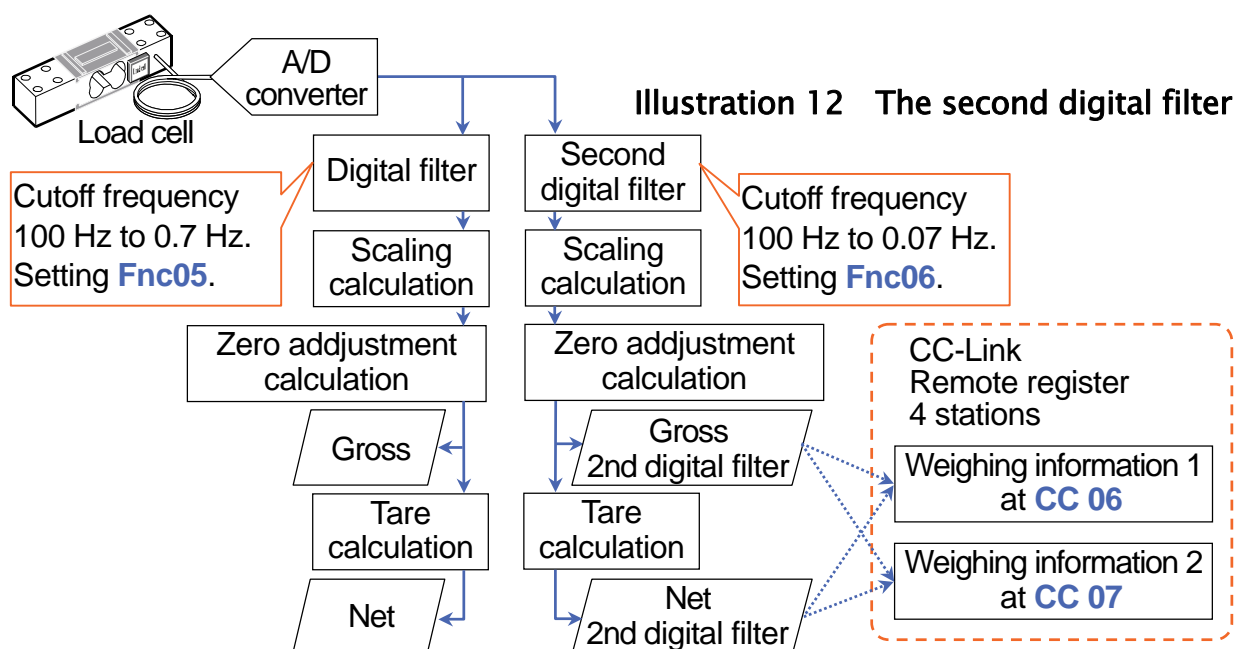 A/D
converter
Load cell
Illustration 12 The second digital filter
Digital filter
Second
digital filter
Cutoff frequency
100 Hz to 0.7 Hz.
Setting Fnc05.
Cutoff frequency
100 Hz to 0.07 Hz.
Setting Fnc06.
Scaling
calculation
Scaling
calculation
Zero addjustment
calculation
Zero addjustment
calculation
CC-Link
Remote register
4 stations
Gross
Gross
2nd digital filter
Weighing information 1
at CC 06
Tare
calculation
Tare
calculation
Weighing information 2
at CC 07
Net
Net
2nd digital filter